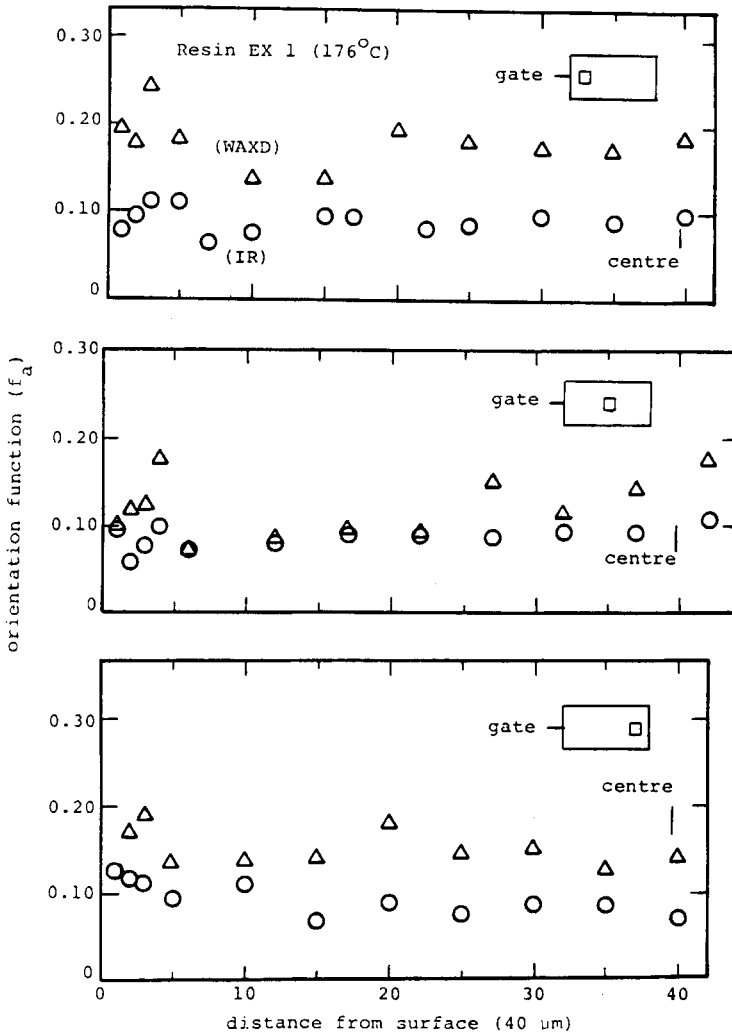 0.30
Resin EX 1 (176°C)
gate
0.20
(WAXD)
0.10
(IR)
centre
0
orientation function (fa)
0.30
gate
0.20
0.10
centre
0
0.30
gate
centre
0.20
0.10
0
0 10 20 30 40
distance from surface (40 μm)